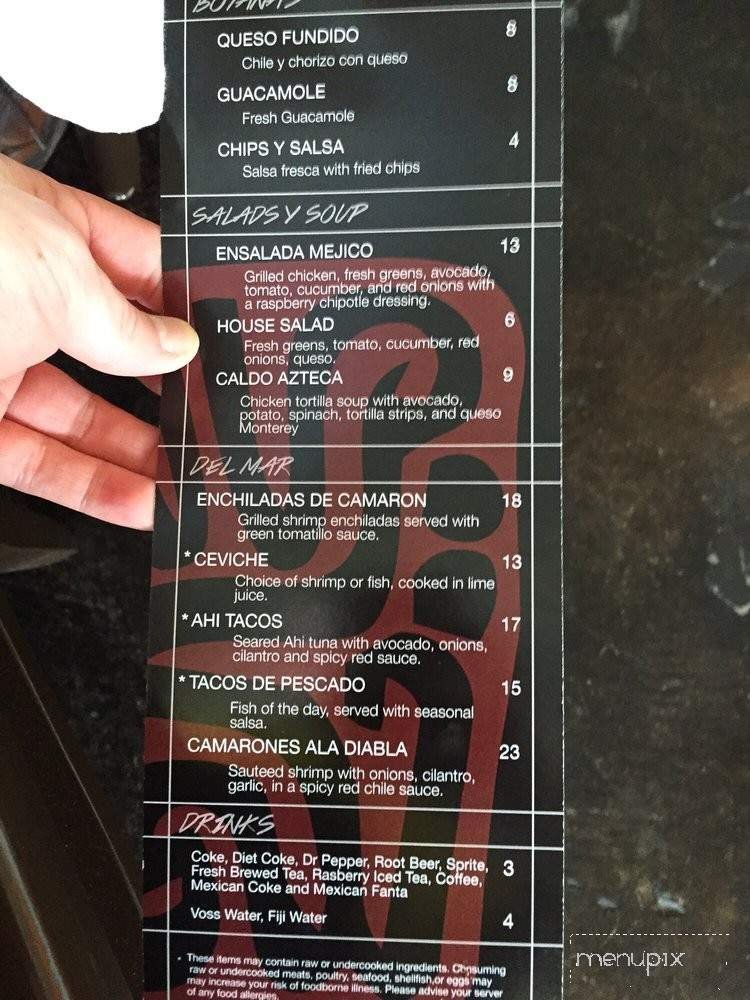 BOTANAS
QUESO FUNDIDO 8
Chile y chorizo con queso
GUACAMOLE 8
Fresh Guacamole
CHIPS Y SALSA 4
Salsa fresca with fried chips
SALADS Y SOUP
ENSALADA MEJICO 13
Grilled chicken, fresh greens, avocado,
tomato, cucumber, and red onions with
a raspberry chipotle dressing.
HOUSE SALAD 6
Fresh greens, tomato, cucumber, red
onions, queso.
CALDO AZTECA 9
Chicken tortilla soup with avocado,
potato, spinach, tortilla strips, and queso
Monterey
DEL MAR
ENCHILADAS DE CAMARON 18
Grilled shrimp enchiladas served with
green tomatillo sauce.
* CEVICHE 13
Choice of shrimp or fish, cooked in lime
juice.
* AHI TACOS 17
Seared Ahi tuna with avocado, onions,
cilantro and spicy red sauce.
* TACOS DE PESCADO 15
Fish of the day, served with seasonal
salsa.
CAMARONES ALA DIABLA 23
Sauteed shrimp with onions, cilantro,
garlic, in a spicy red chile sauce.
DRINKS
Coke, Diet Coke, Dr Pepper, Root Beer, Sprite, 3
Fresh Brewed Tea, Rasberry Iced Tea, Coffee,
Mexican Coke and Mexican Fanta
Voss Water, Fiji Water 4
* These items may contain raw or undercooked ingredients. Chnsuming
raw or undercooked meats, poultry, seafood, shellfish,or eggs may
may increase your risk of foodborne illness. Please advise your server
of any food allergies.
menupix